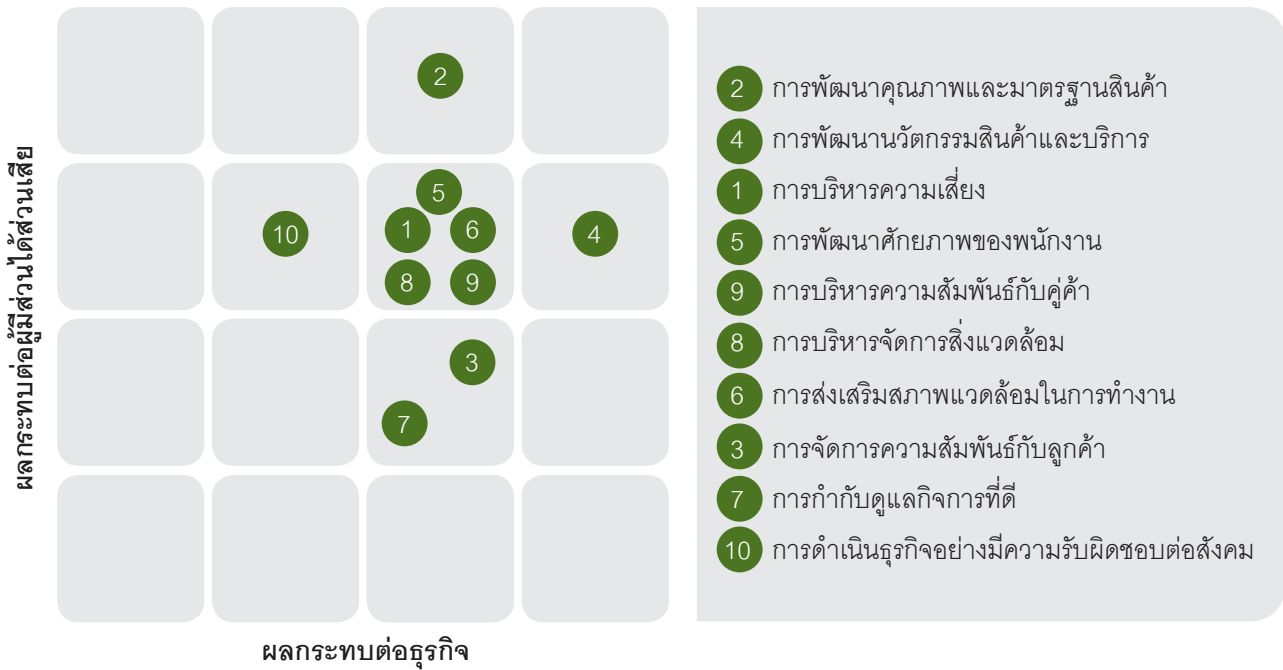 ผลกระทบต่อผู้มีส่วนได้ส่วนเสีย
2
5
10
1
6
4
8
9
3
7
ผลกระทบต่อธุรกิจ
2 การพัฒนาคุณภาพและมาตรฐานสินค้า
4 การพัฒนานวัตกรรมสินค้าและบริการ
1 การบริหารความเสี่ยง
5 การพัฒนาศักยภาพของพนักงาน
9 การบริหารความสัมพันธ์กับคู่ค้า
8 การบริหารจัดการสิ่งแวดล้อม
6 การส่งเสริมสภาพแวดล้อมในการทำงาน
3 การจัดการความสัมพันธ์กับลูกค้า
7 การกำกับดูแลกิจการที่ดี
10 การดำเนินธุรกิจอย่างมีความรับผิดชอบต่อสังคม